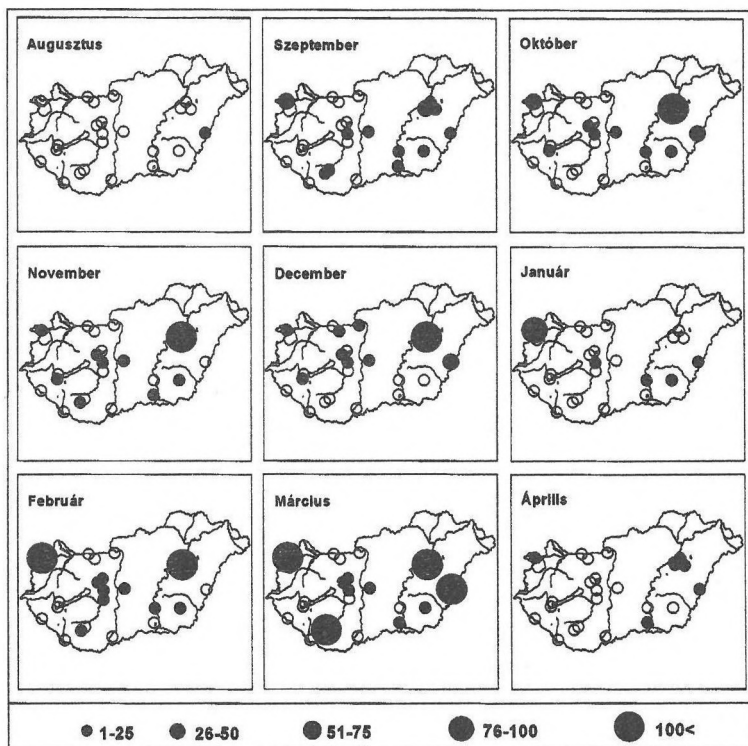 Augusztus
Szeptember
Október
November
December
Január
Február
Március
Április
1-25
26-50
51-75
76-100
100<